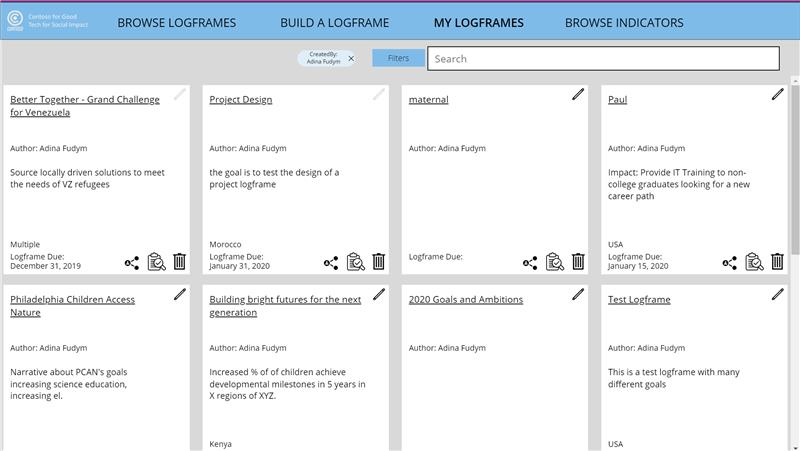 Contoso for Good
Tech for Social Impact
CONTOSO
BROWSE LOGFRAMES
BUILD A LOGFRAME
MY LOGFRAMES
BROWSE INDICATORS
CreatedBy:
Adina Fudym
Filters
Search
Better Together - Grand Challenge
for Venezuela
Author: Adina Fudym
Source locally driven solutions to meet
the needs of VZ refugees
Multiple
Logframe Due:
December 31, 2019
Project Design
Author: Adina Fudym
the goal is to test the design of a
project logframe
Morocco
Logframe Due:
January 31, 2020
maternal
Author: Adina Fudym
Logframe Due:
Paul
Author: Adina Fudym
Impact: Provide IT Training to non-
college graduates looking for a new
career path
USA
Logframe Due:
January 15, 2020
Philadelphia Children Access
Nature
Author: Adina Fudym
Narrative about PCAN's goals
increasing science education,
increasing el.
Building bright futures for the next
generation
Author: Adina Fudym
Increased % of of children achieve
developmental milestones in 5 years in
X regions of XYZ.
Kenya
2020 Goals and Ambitions
Author: Adina Fudym
Test Logframe
Author: Adina Fudym
This is a test logframe with many
different goals
USA